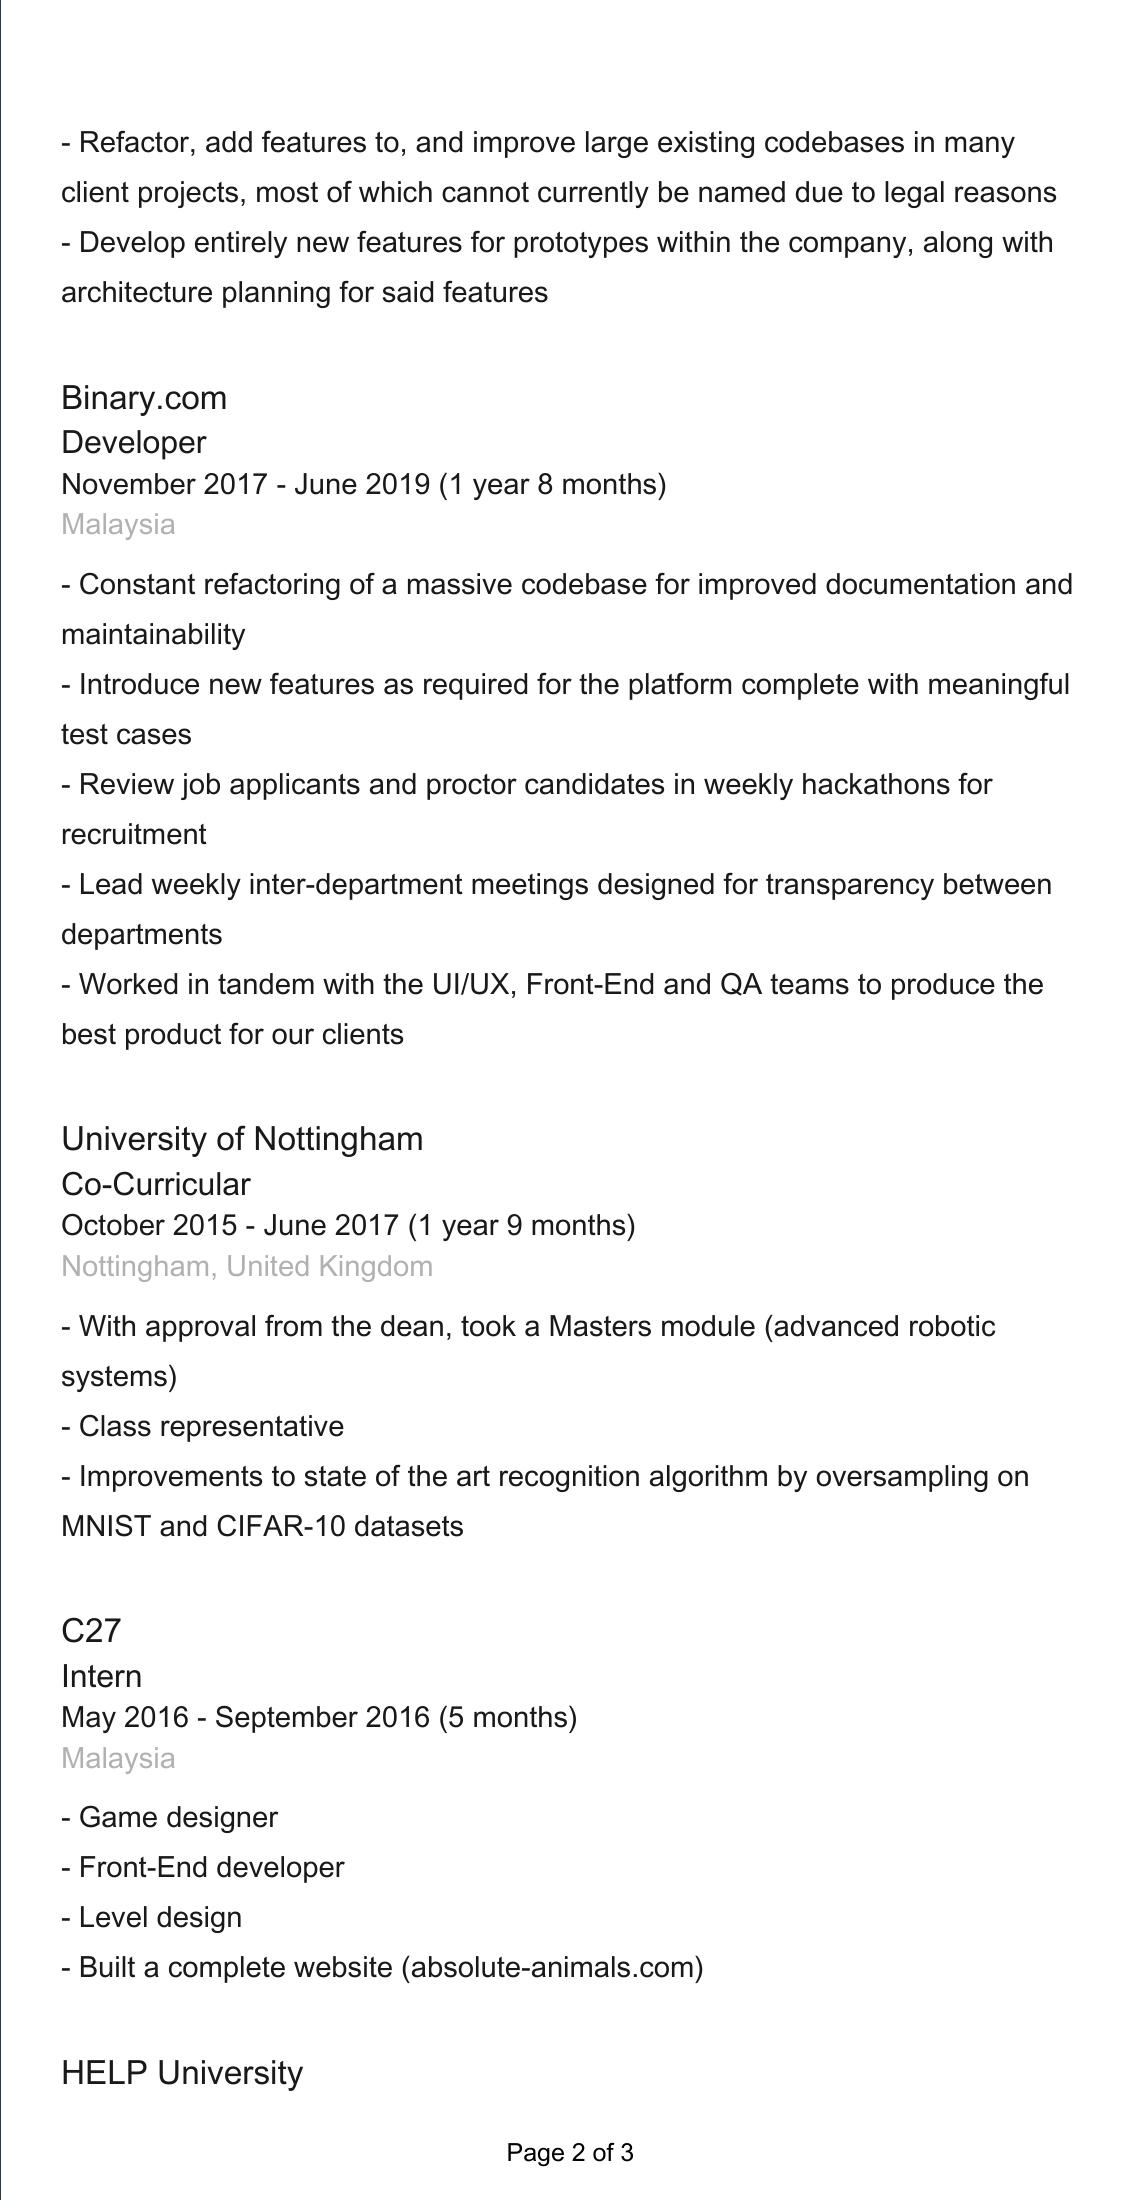 - Refactor, add features to, and improve large existing codebases in many
client projects, most of which cannot currently be named due to legal reasons
- Develop entirely new features for prototypes within the company, along with
architecture planning for said features
Binary.com
Developer
November 2017 - June 2019 (1 year 8 months)
Malaysia
- Constant refactoring of a massive codebase for improved documentation and
maintainability
- Introduce new features as required for the platform complete with meaningful
test cases
- Review job applicants and proctor candidates in weekly hackathons for
recruitment
- Lead weekly inter-department meetings designed for transparency between
departments
- Worked in tandem with the UI/UX, Front-End and QA teams to produce the
best product for our clients
University of Nottingham
Co-Curricular
October 2015 - June 2017 (1 year 9 months)
Nottingham, United Kingdom
- With approval from the dean, took a Masters module (advanced robotic
systems)
- Class representative
- Improvements to state of the art recognition algorithm by oversampling on
MNIST and CIFAR-10 datasets
C27
Intern
May 2016 - September 2016 (5 months)
Malaysia
- Game designer
- Front-End developer
- Level design
- Built a complete website (absolute-animals.com)
HELP University
Page 2 of 3